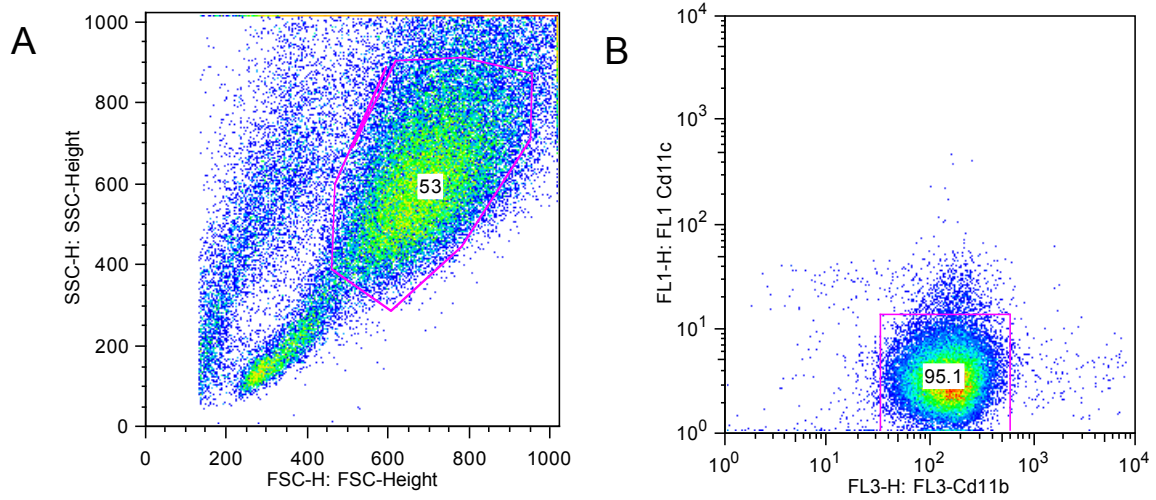 A
1000
800
600
400
200
0
SSC-H: SSC-Height
53
0 200 400 600 800 1000
FSC-H: FSC-Height
B
10^4
10^3
10^2
10^1
10^0
FL1-H: FL1 Cd11c
95.1
10^0 10^1 10^2 10^3 10^4
FL3-H: FL3-Cd11b